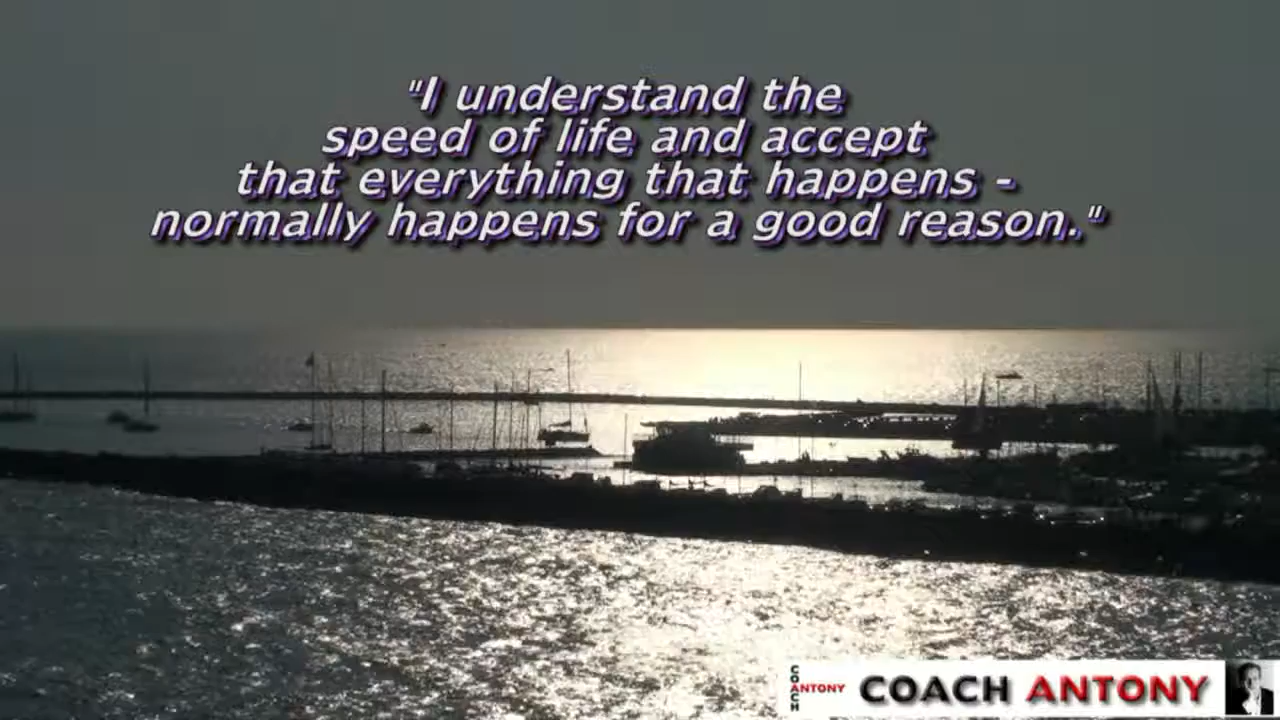 "I understand the
speed of life and accept
that everything that happens -
normally happens for a good reason."
COACH
ANTONY
COACH ANTONY